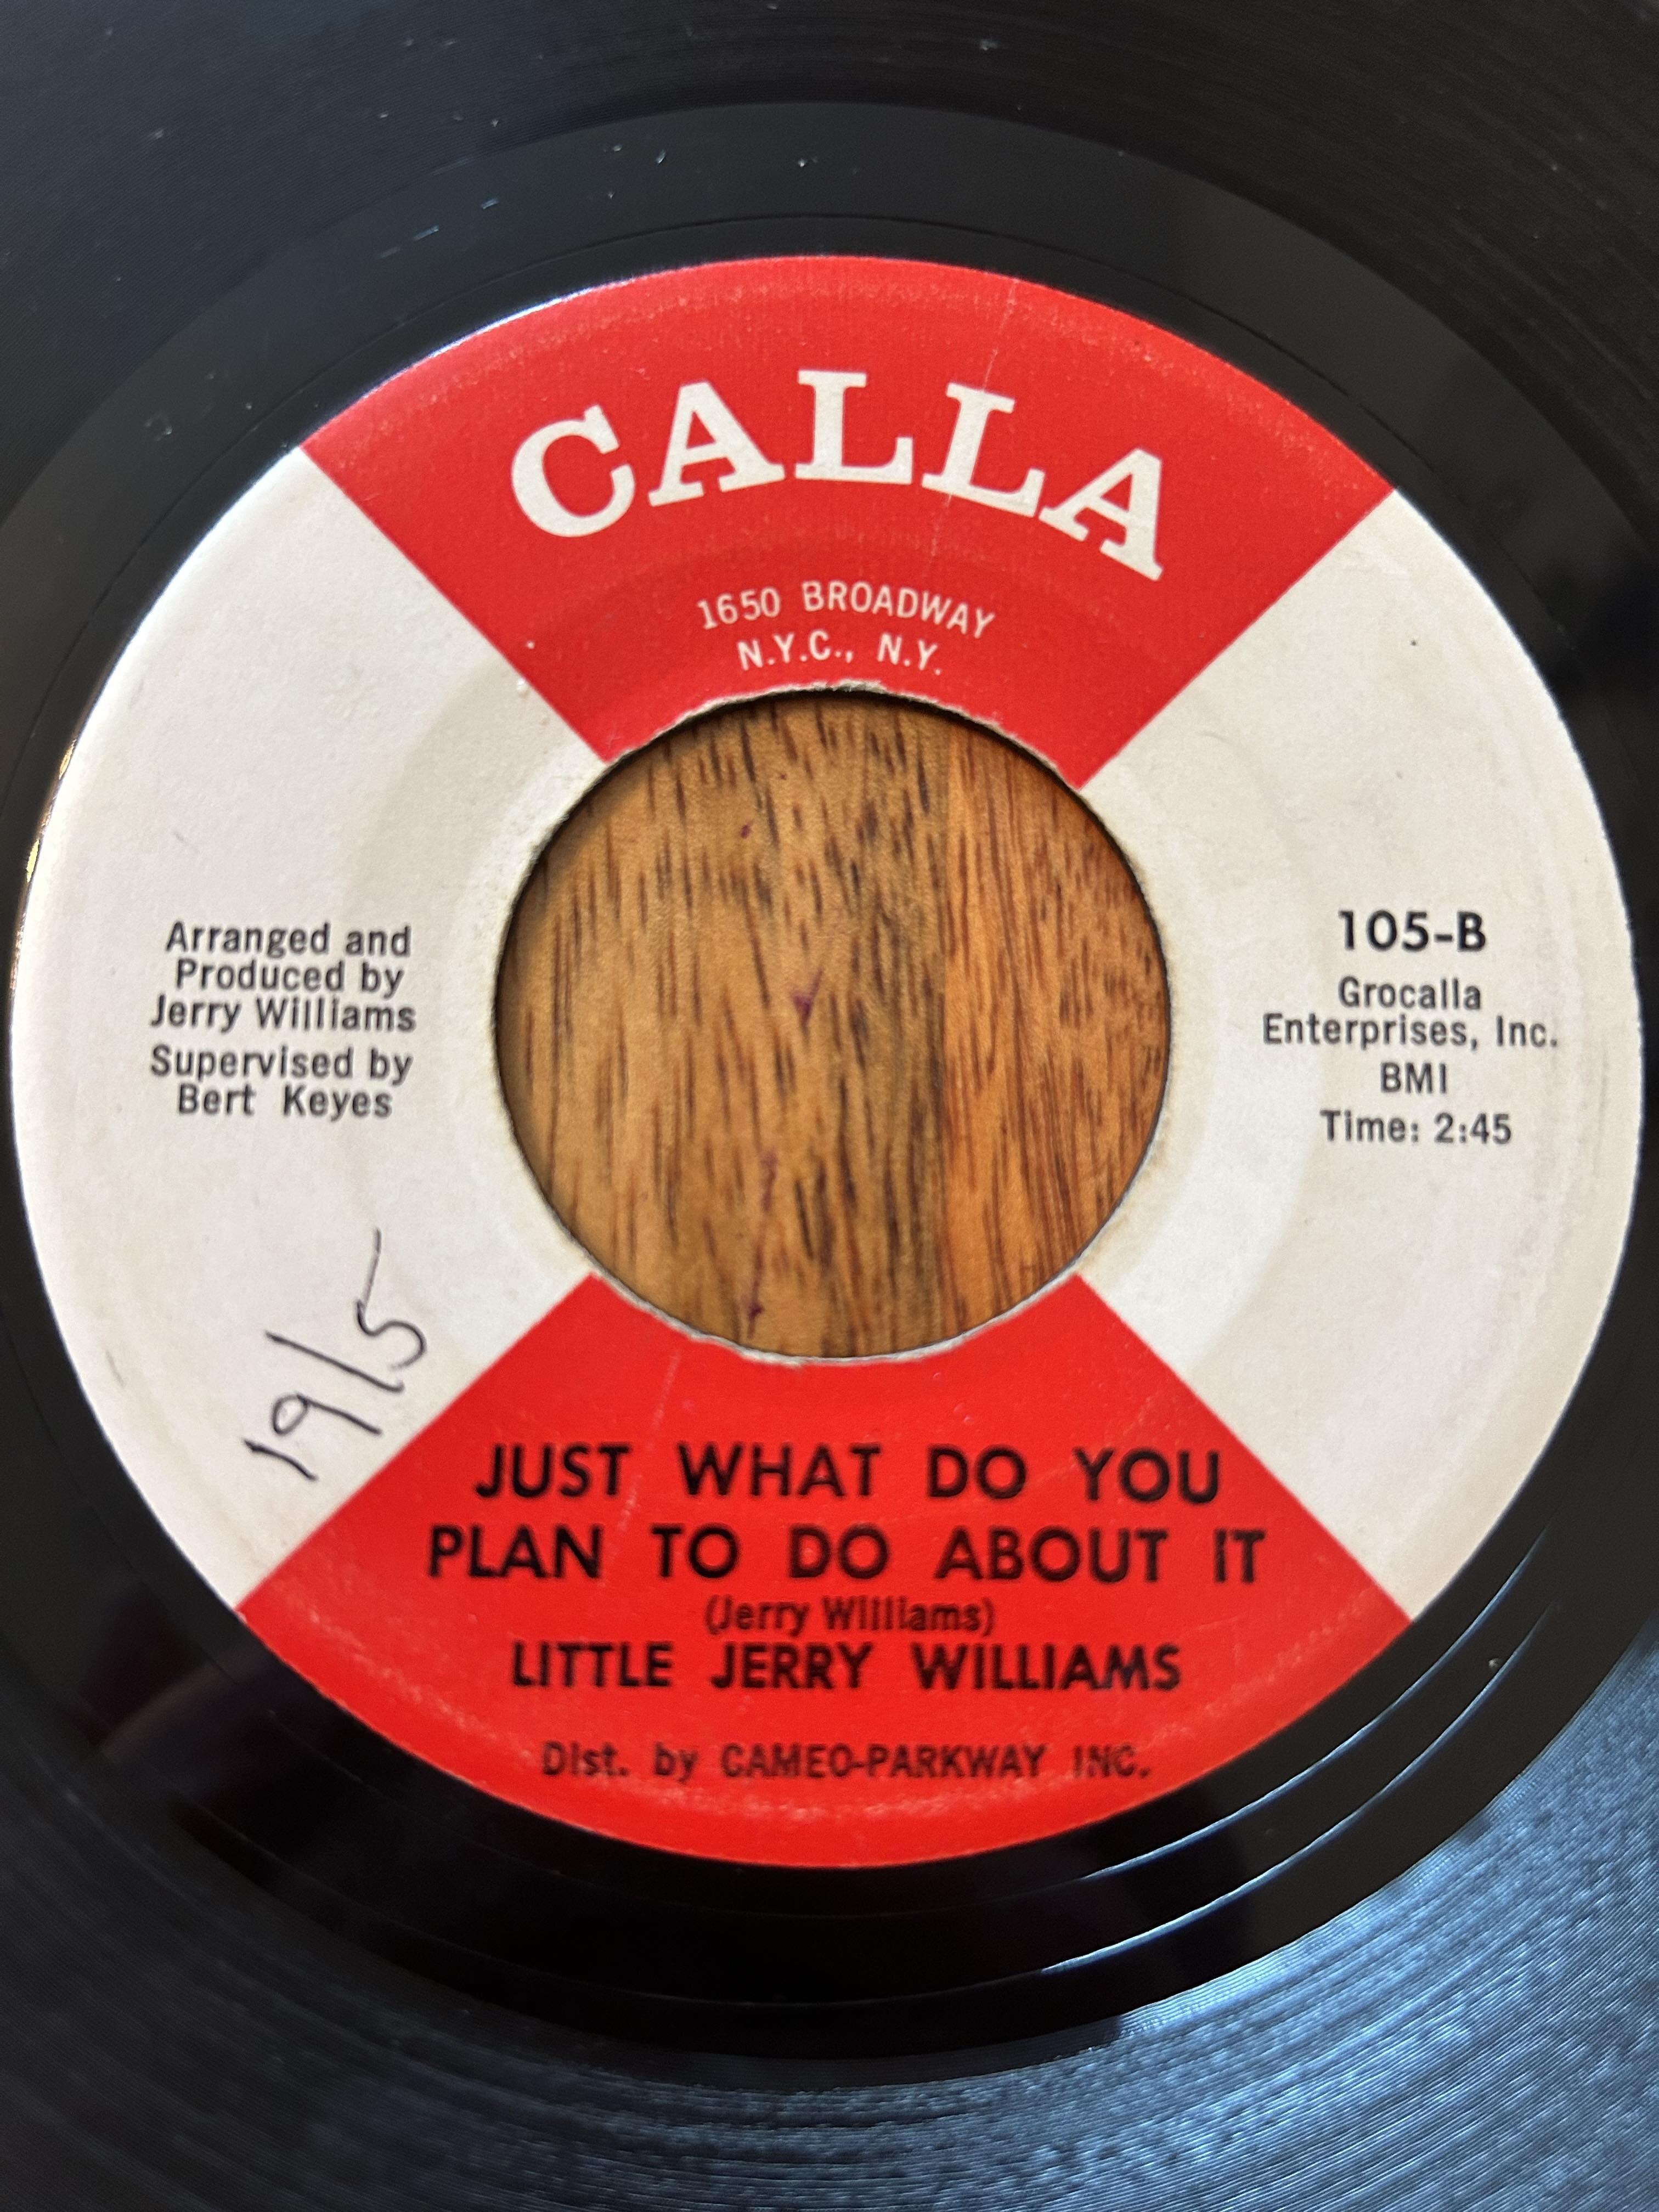 CALLA
1650 BROADWAY
N.Y.C., N.Y.
Arranged and
Produced by
Jerry Williams
Supervised by
Bert Keyes
105-B
Grocalla
Enterprises, Inc.
BMI
Time: 2:45
19/5
JUST WHAT DO YOU
PLAN TO DO ABOUT IT
(Jerry Williams)
LITTLE JERRY WILLIAMS
Dist. by CAMEO-PARKWAY INC.